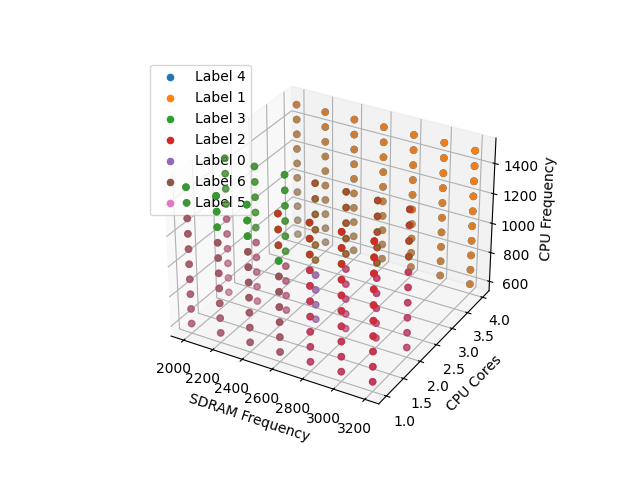 Label 4
Label 1
Label 3
Label 2
Label 0
Label 6
Label 5
1400
1200
1000
800
600
CPU Frequency
4.0
3.5
3.0
2.5
2.0
1.5
1.0
CPU Cores
2000
2200
2400
2600
2800
3000
3200
SDRAM Frequency